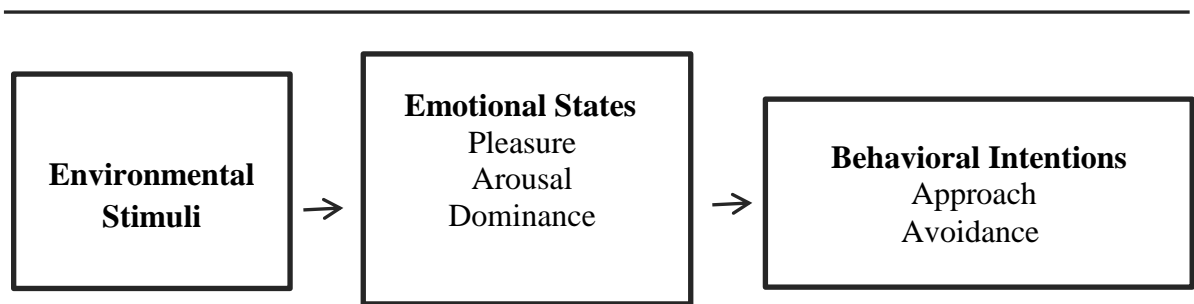 Environmental
Stimuli
Emotional States
Pleasure
Arousal
Dominance
Behavioral Intentions
Approach
Avoidance